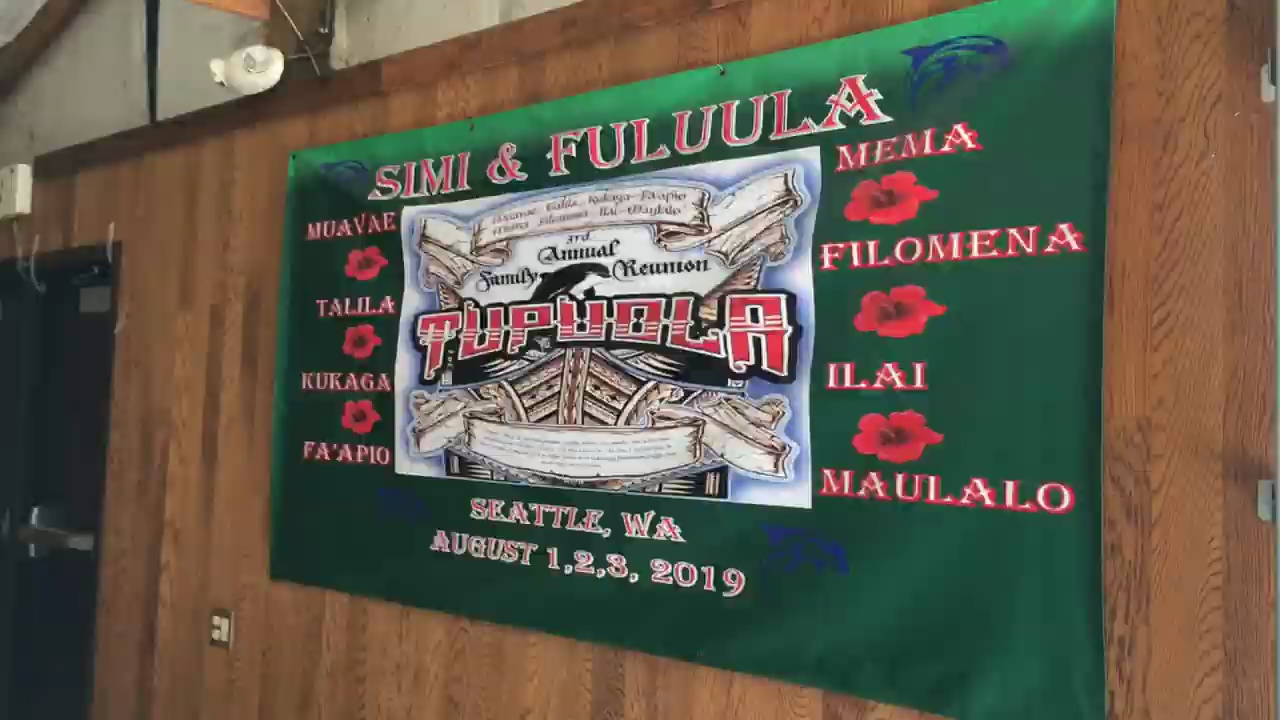 SIMI & FULUULA
MUAVAE
TALILA
KUKAGA
FA'APIO
3rd
Annual
Family Reunion
TUPUOLA
MEMA
FILOMENA
ILAI
MAULALO
SEATTLE, WA
AUGUST 1,2,3, 2019